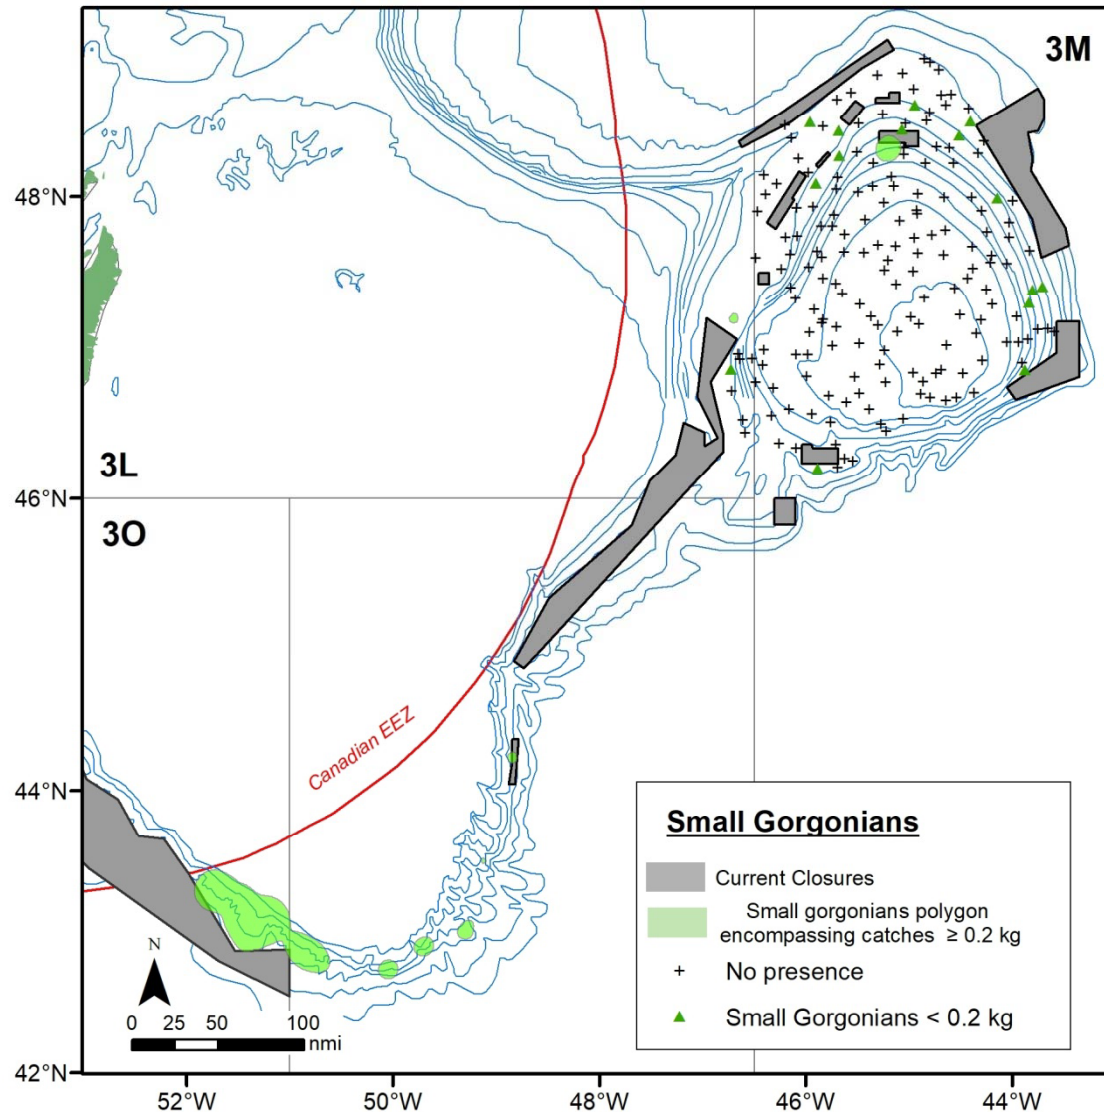 3M
48°N
3L
46°N
3O
Canadian EEZ
44°N
Small Gorgonians
Current Closures
Small gorgonians polygon
encompassing catches ≥ 0.2 kg
No presence
Small Gorgonians < 0.2 kg
N
0 25 50 100
nmi
42°N
52°W 50°W 48°W 46°W 44°W